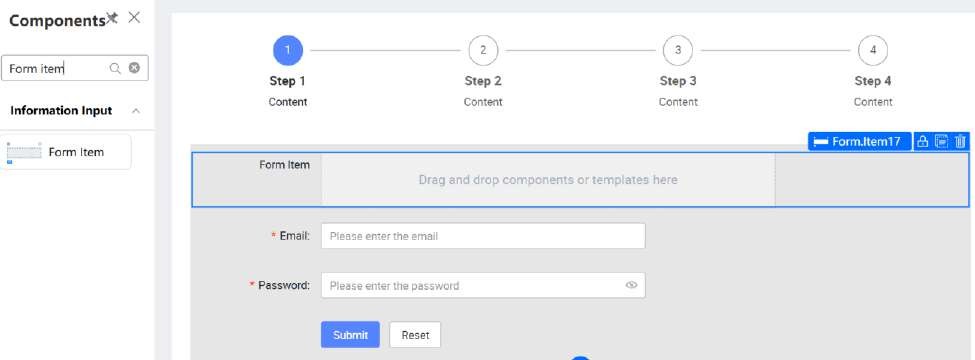 Components
Form item
Information Input
Form Item
1
2
3
4
Step 1
Step 2
Step 3
Step 4
Content
Content
Content
Content
Form.Item17
Form Item
Drag and drop components or templates here
* Email:
Please enter the email
* Password:
Please enter the password
Submit
Reset